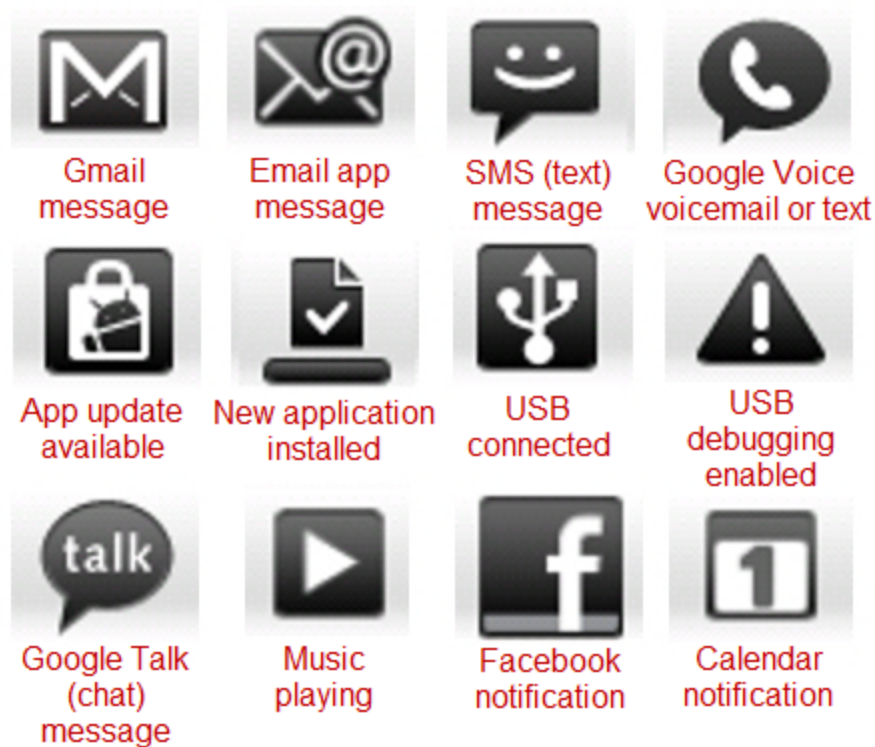 Gmail
message
Email app
message
SMS (text)
message
Google Voice
voicemail or text
App update
available
New application
installed
USB
connected
USB
debugging
enabled
talk
Google Talk
(chat)
message
Music
playing
f
Facebook
notification
1
Calendar
notification